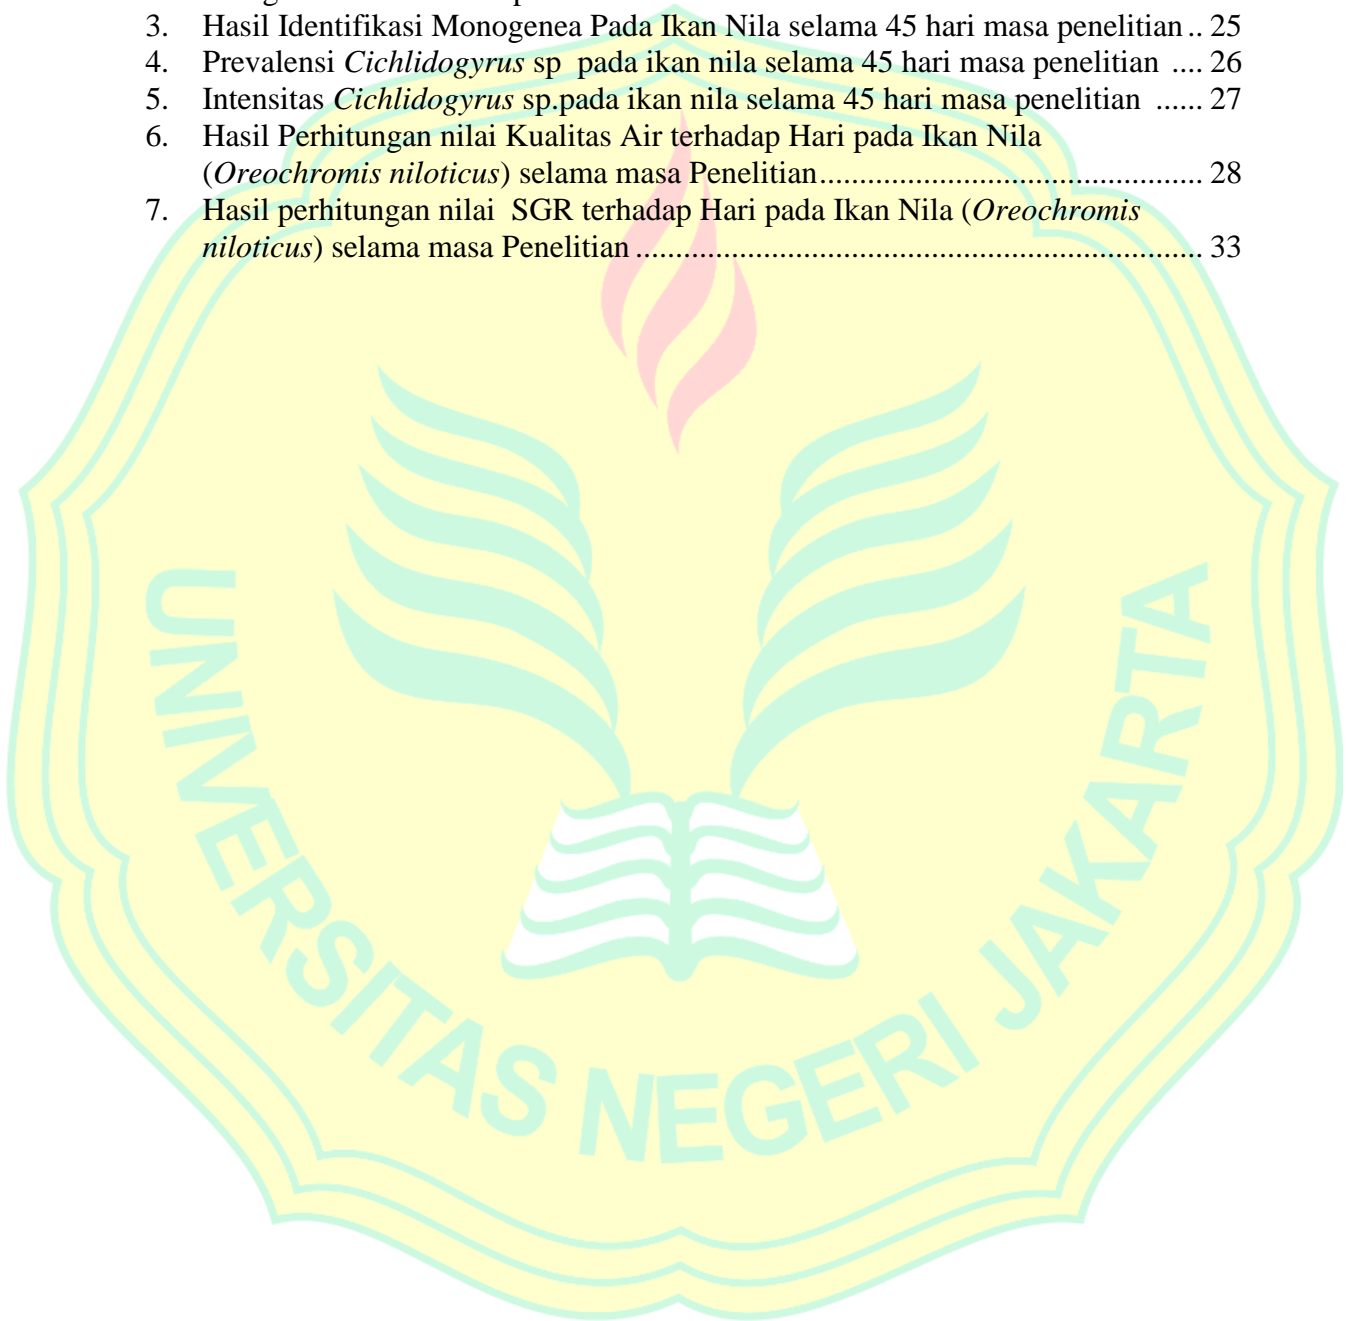 3. Hasil Identifikasi Monogenea Pada Ikan Nila selama 45 hari masa penelitian .. 25
4. Prevalensi Cichlidogyrus sp pada ikan nila selama 45 hari masa penelitian .... 26
5. Intensitas Cichlidogyrus sp.pada ikan nila selama 45 hari masa penelitian ...... 27
6. Hasil Perhitungan nilai Kualitas Air terhadap Hari pada Ikan Nila
(Oreochromis niloticus) selama masa Penelitian................................................ 28
7. Hasil perhitungan nilai SGR terhadap Hari pada Ikan Nila (Oreochromis
niloticus) selama masa Penelitian ....................................................................... 33
UNIVERSITAS NEGERI JAKARTA